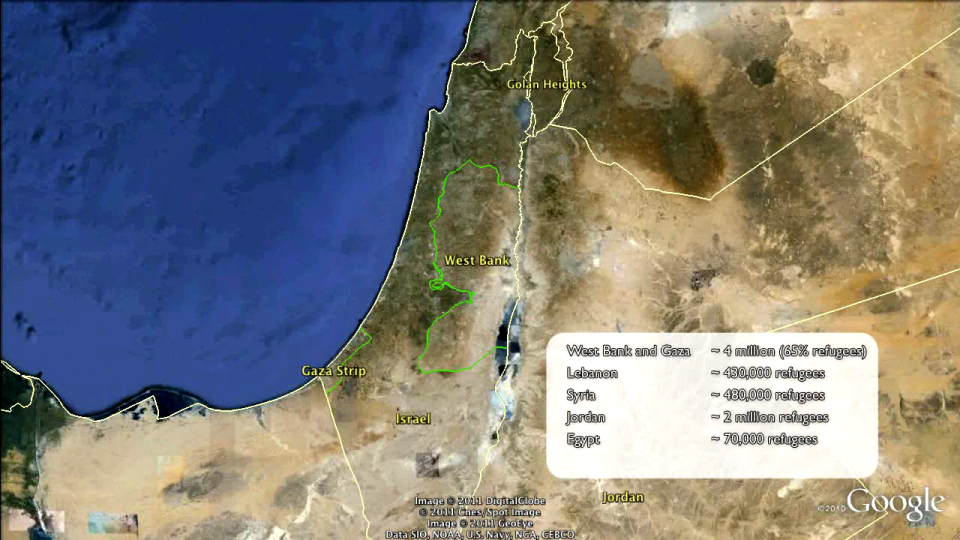 Golan Heights
West Bank
Gaza Strip
Israel
West Bank and Gaza ~ 4 million (65% refugees)
Lebanon ~ 430,000 refugees
Syria ~ 480,000 refugees
Jordan ~ 2 million refugees
Egypt ~ 70,000 refugees
Jordan
Image © 2011 DigitalGlobe
© 2011 Cnes/Spot Image
Image © 2011 GeoEye
Data SIO, NOAA, U.S. Navy, NGA, GEBCO
©2010 Google